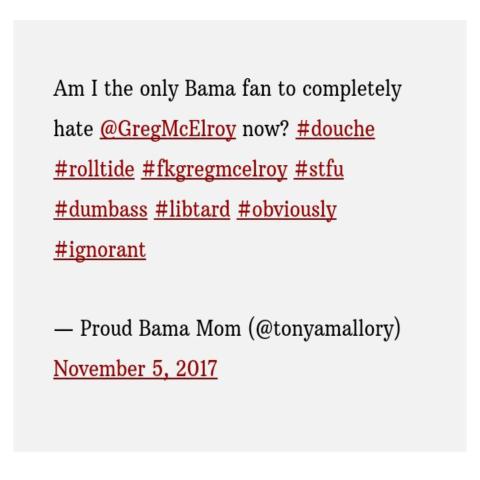 Am I the only Bama fan to completely
hate @GregMcElroy now? #douche
#rolltide #fkgregmcelroy #stfu
#dumbass #libtard #obviously
#ignorant
— Proud Bama Mom (@tonyamallory)
November 5, 2017